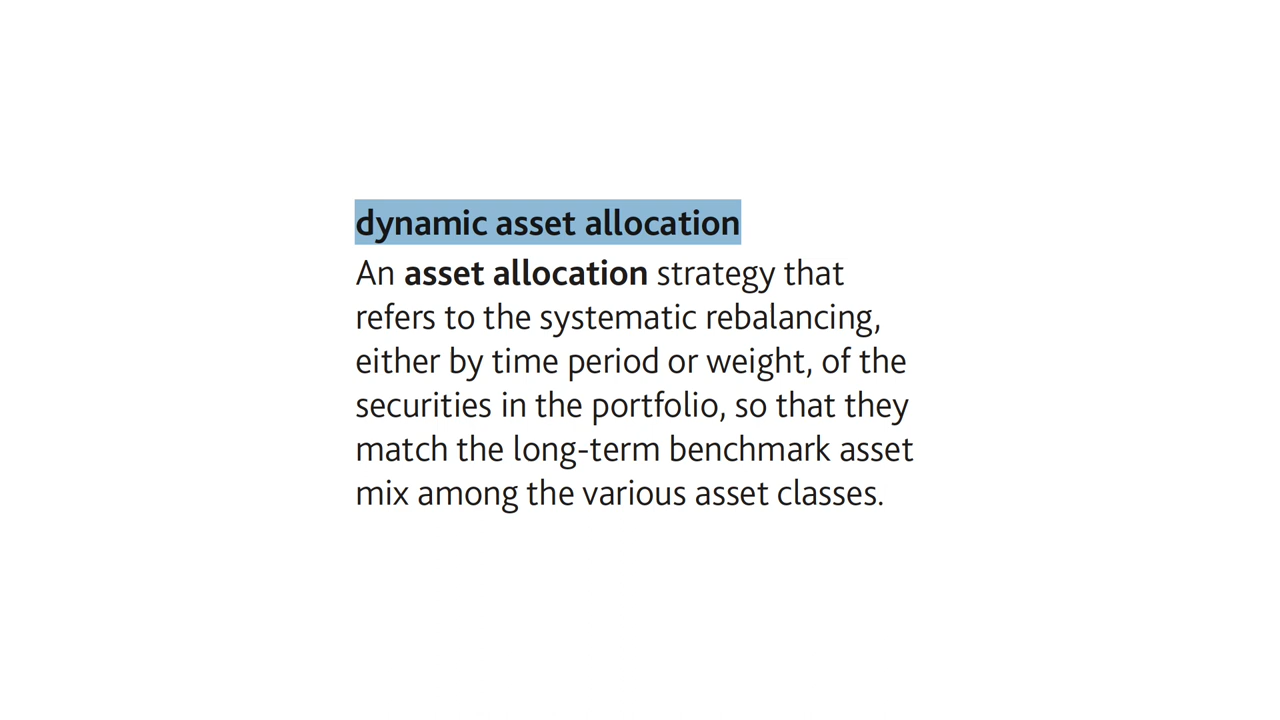 dynamic asset allocation
An asset allocation strategy that
refers to the systematic rebalancing,
either by time period or weight, of the
securities in the portfolio, so that they
match the long-term benchmark asset
mix among the various asset classes.